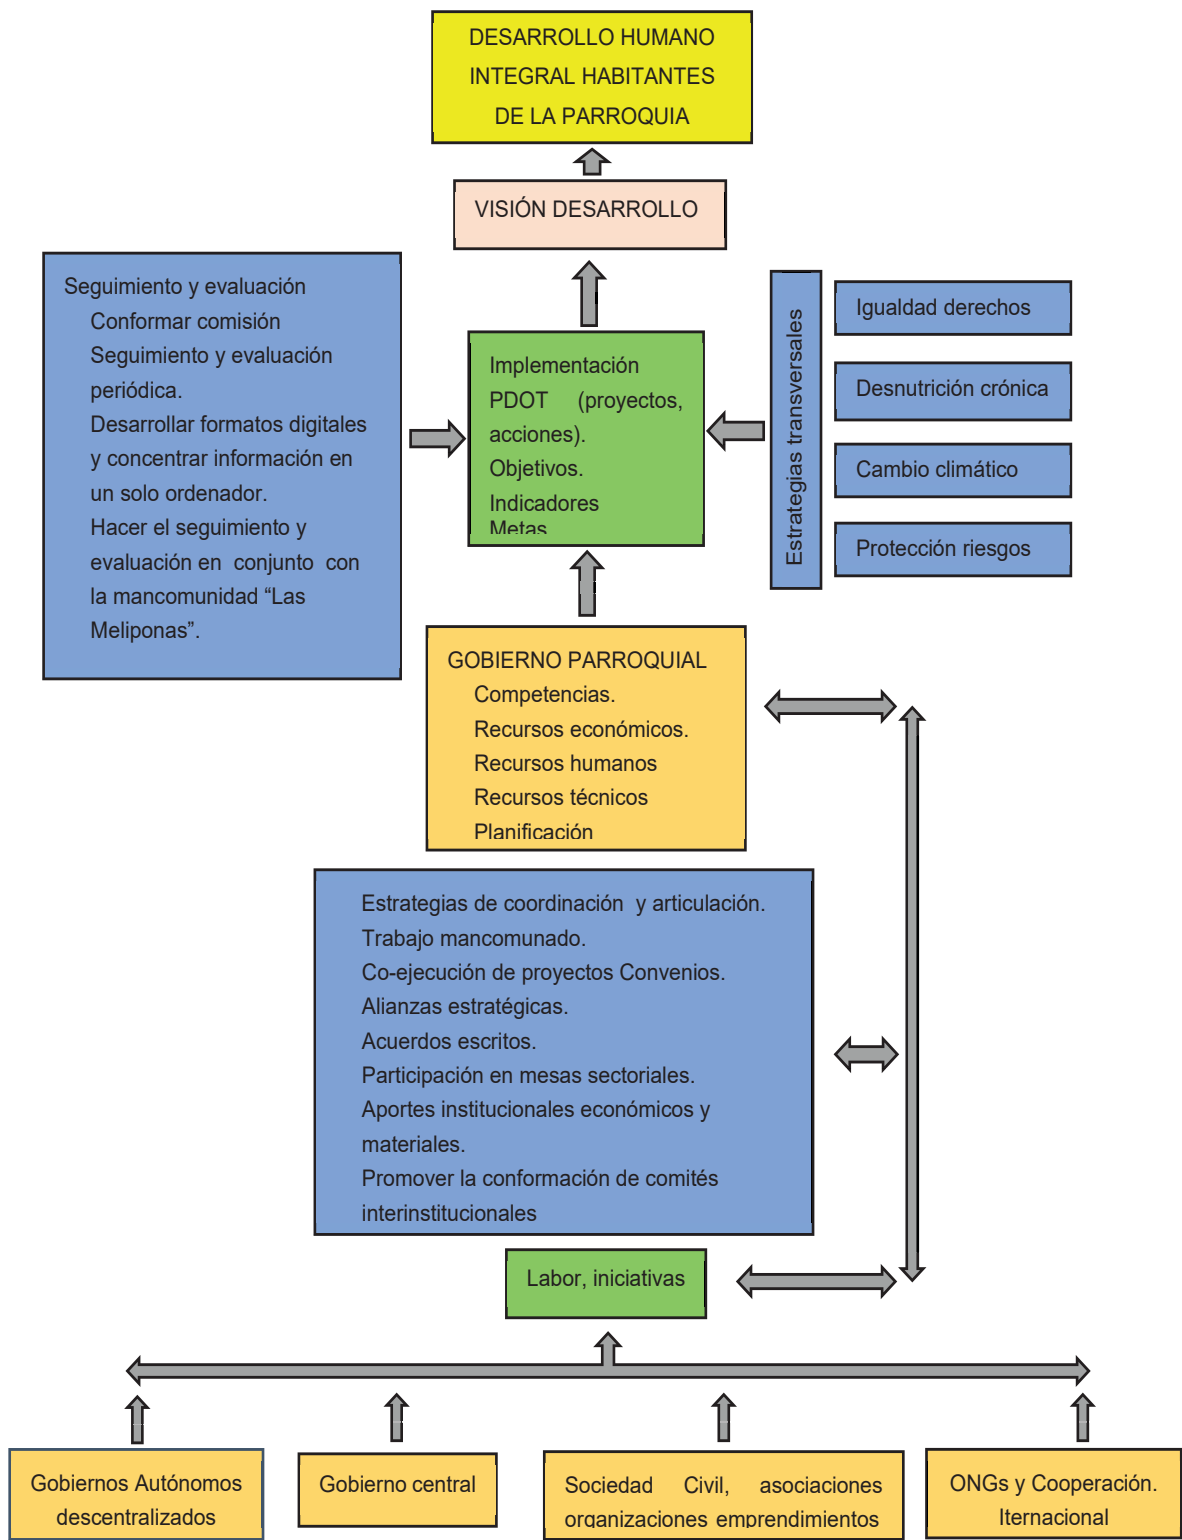 DESARROLLO HUMANO
INTEGRAL HABITANTES
DE LA PARROQUIA
VISIÓN DESARROLLO
Seguimiento y evaluación
Conformar comisión
Seguimiento y evaluación
periódica.
Desarrollar formatos digitales
y concentrar información en
un solo ordenador.
Hacer el seguimiento y
evaluación en conjunto con
la mancomunidad “Las
Meliponas”.
Implementación
PDOT (proyectos,
acciones).
Objetivos.
Indicadores
Metas
Estrategias transversales
Igualdad derechos
Desnutrición crónica
Cambio climático
Protección riesgos
GOBIERNO PARROQUIAL
Competencias.
Recursos económicos.
Recursos humanos
Recursos técnicos
Planificación
Estrategias de coordinación y articulación.
Trabajo mancomunado.
Co-ejecución de proyectos Convenios.
Alianzas estratégicas.
Acuerdos escritos.
Participación en mesas sectoriales.
Aportes institucionales económicos y
materiales.
Promover la conformación de comités
interinstitucionales
Labor, iniciativas
Gobiernos Autónomos
descentralizados
Gobierno central
Sociedad Civil, asociaciones
organizaciones emprendimientos
ONGs y Cooperación.
Iternacional